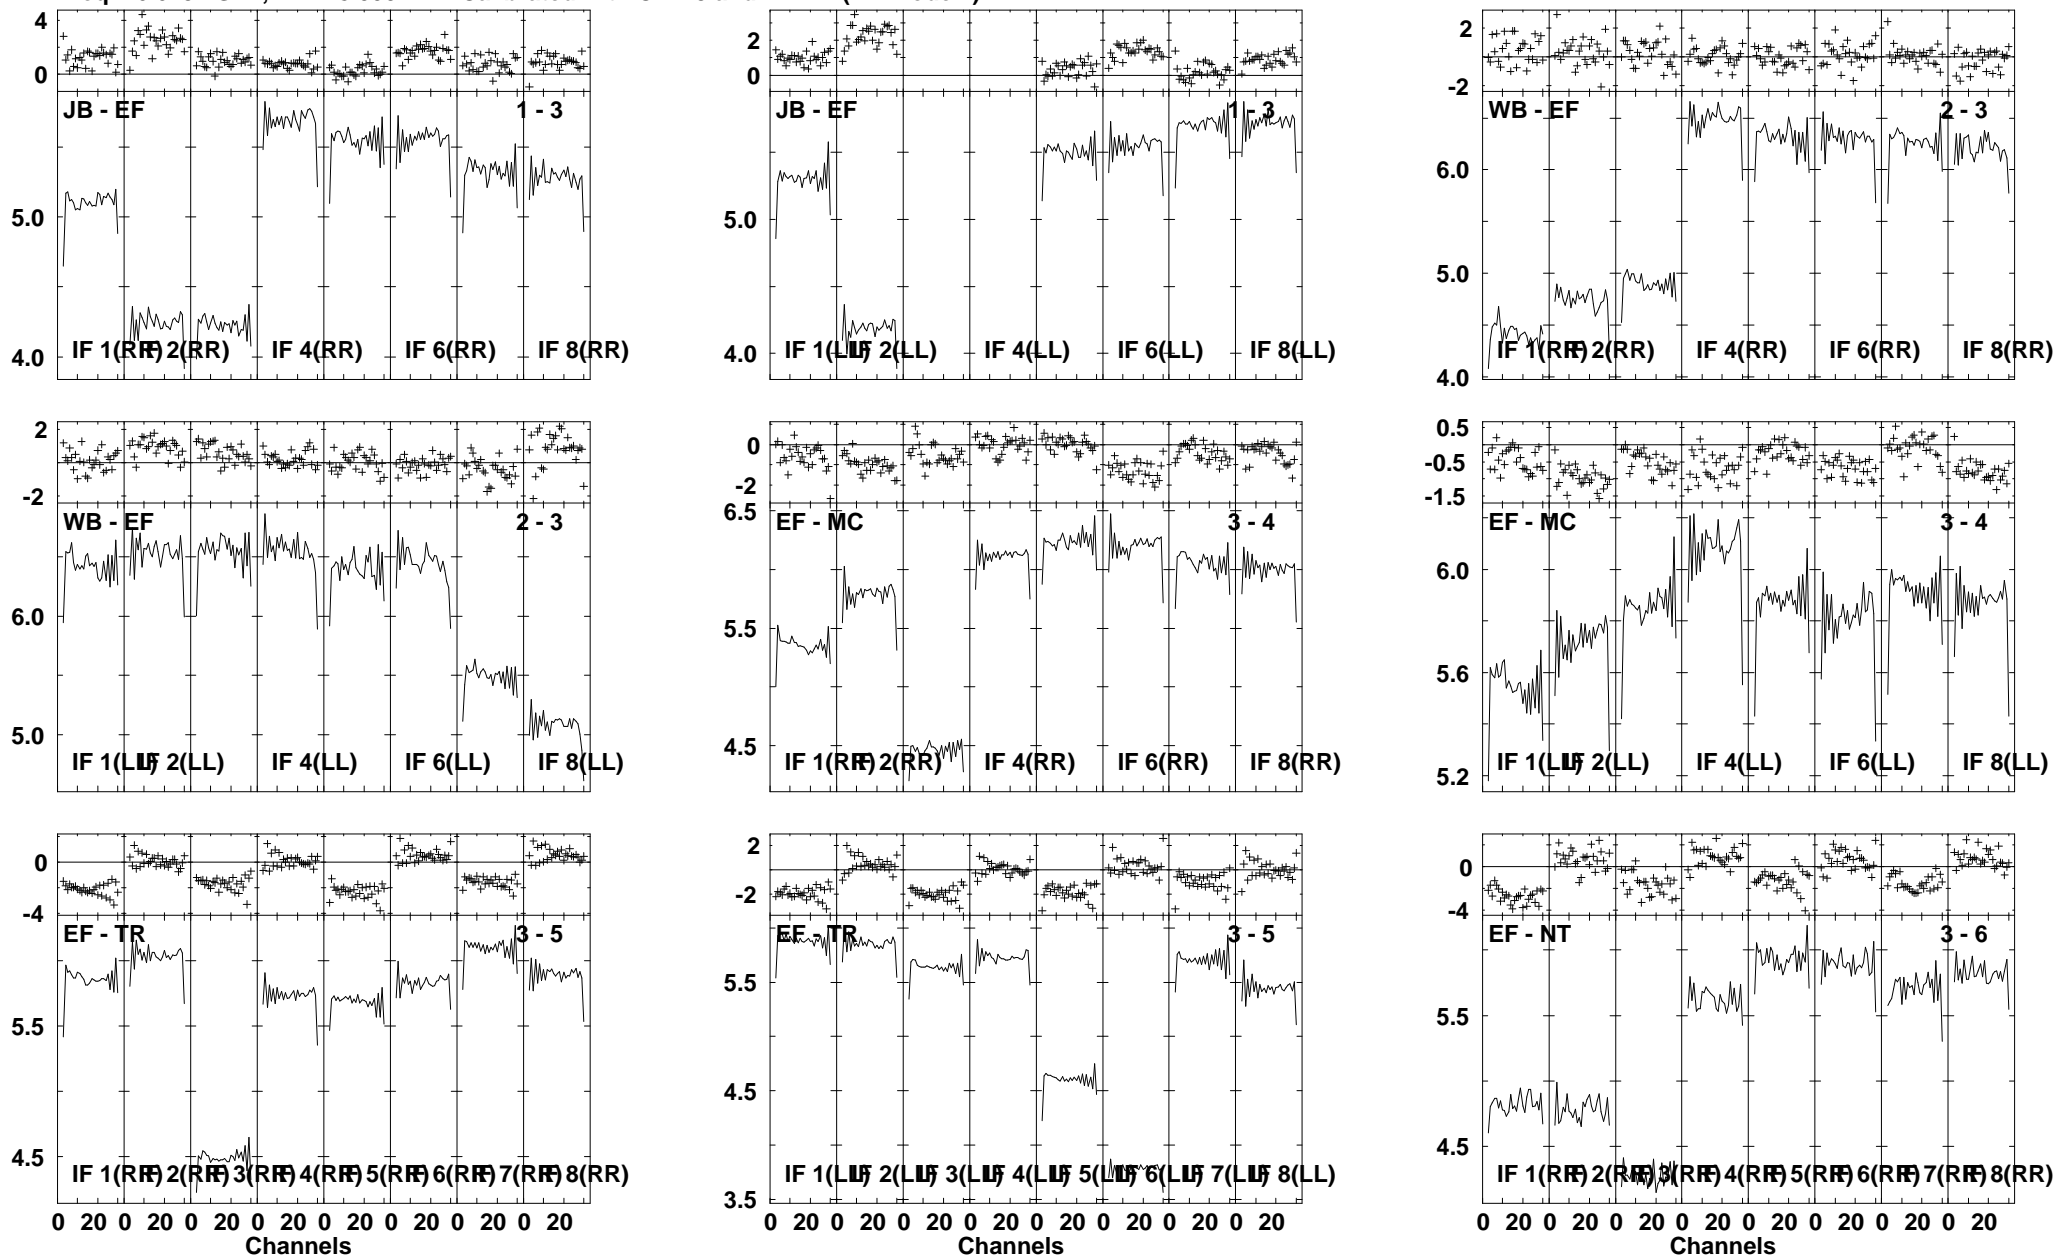 4
2
0
JB - EF
1 - 3
5.0
4.0
IF 1(RR) IF 2(RR) IF 4(RR) IF 6(RR) IF 8(RR)
2
0
JB - EF
1 - 3
5.0
4.0
IF 1(LL) IF 2(LL) IF 4(LL) IF 6(LL) IF 8(LL)
2
0
-2
WB - EF
2 - 3
6.0
5.0
4.0
IF 1(RR) IF 2(RR) IF 4(RR) IF 6(RR) IF 8(RR)
2
0
-2
WB - EF
2 - 3
6.0
5.0
IF 1(LL) IF 2(LL) IF 4(LL) IF 6(LL) IF 8(LL)
0
-2
6.5
EF - MC
3 - 4
5.5
4.5
IF 1(RR) IF 2(RR) IF 4(RR) IF 6(RR) IF 8(RR)
0.5
-0.5
-1.5
EF - MC
3 - 4
6.0
5.6
5.2
IF 1(LL) IF 2(LL) IF 4(LL) IF 6(LL) IF 8(LL)
0
-4
EF - TR
3 - 5
5.5
4.5
IF 1(RR) IF 2(RR) IF 3(RR) IF 4(RR) IF 5(RR) IF 6(RR) IF 7(RR) IF 8(RR)
0 20 0 20 0 20 0 20 0 20 0 20 0 20 0 20
Channels
2
0
-2
EF - TR
3 - 5
5.5
4.5
3.5
IF 1(LL) IF 2(LL) IF 3(LL) IF 4(LL) IF 5(LL) IF 6(LL) IF 7(LL) IF 8(LL)
0 20 0 20 0 20 0 20 0 20 0 20 0 20 0 20
Channels
0
-4
EF - NT
3 - 6
5.5
4.5
IF 1(RR) IF 2(RR) IF 3(RR) IF 4(RR) IF 5(RR) IF 6(RR) IF 7(RR) IF 8(RR)
0 20 0 20 0 20 0 20 0 20 0 20 0 20 0 20
Channels